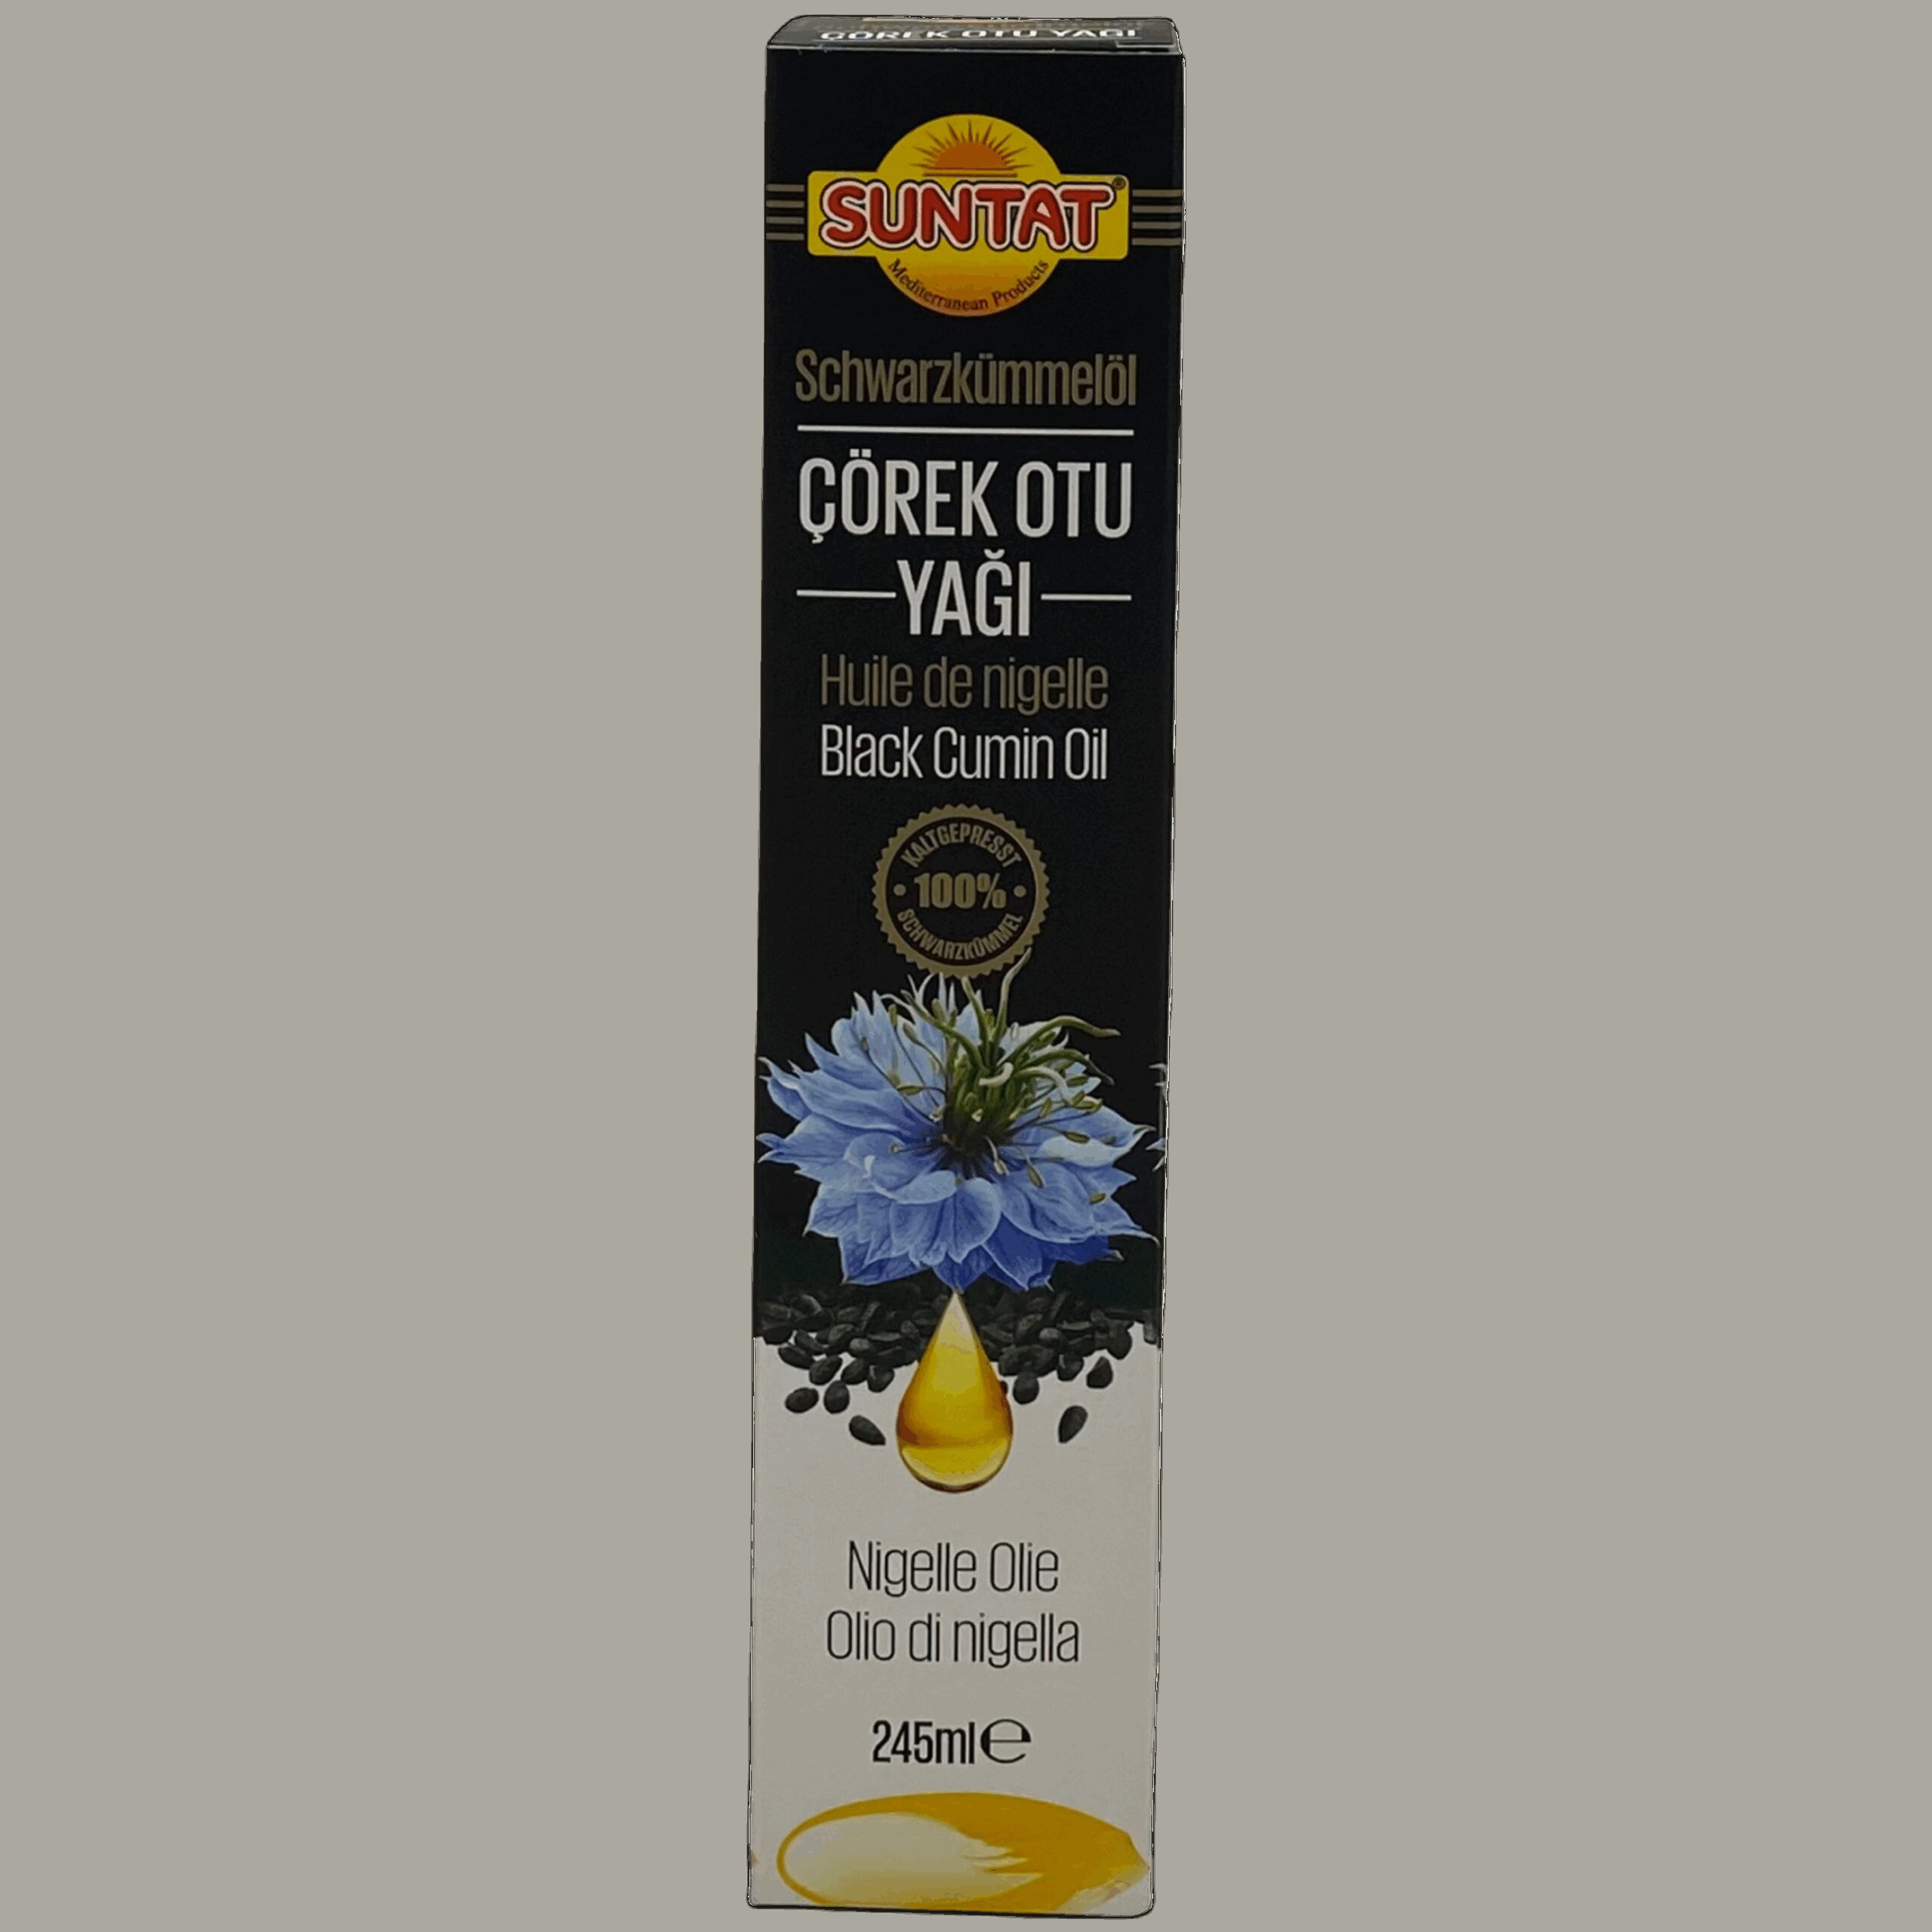 ÇÖREK OTU YAĞI
SUNTAT®
Mediterranean Products
Schwarzkümmelöl
ÇÖREK OTU
YAĞI
Huile de nigelle
Black Cumin Oil
KALTGEPRESST
100%
SCHWARZKÜMMEL
Nigelle Olie
Olio di nigella
245ml℮